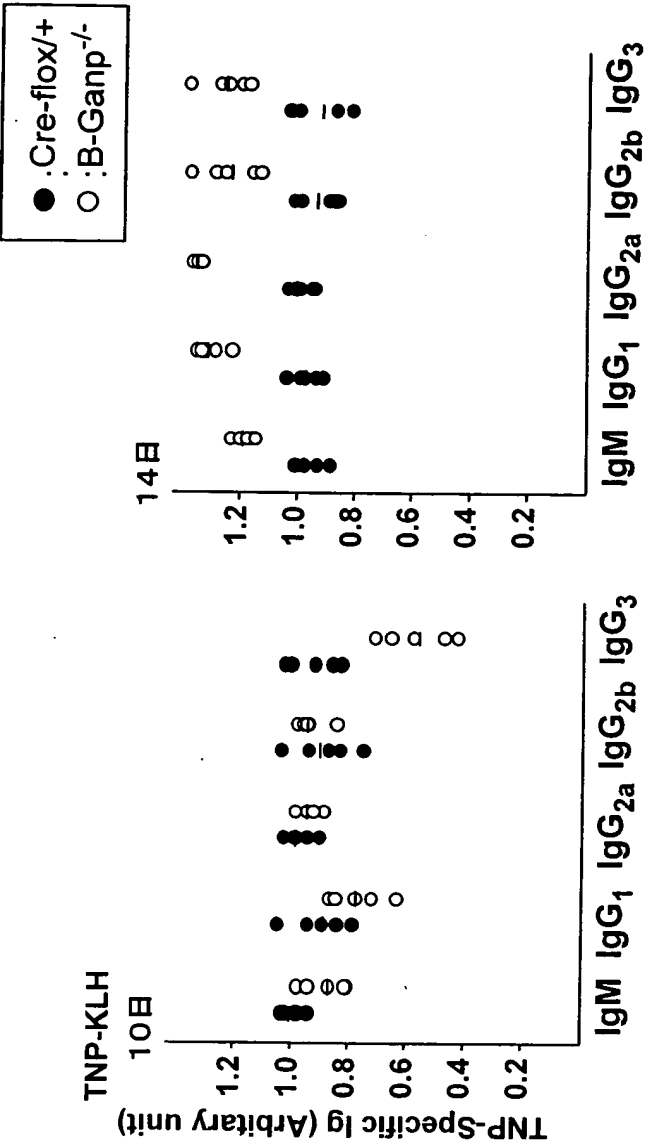 TNP-KLH
10日
14日
●:Cre-flox/+
○:B-Ganp-/-
TNP-Specific Ig (Arbitary unit)
1.2
1.0
0.8
0.6
0.4
0.2
IgM IgG1 IgG2a IgG2b IgG3
1.2
1.0
0.8
0.6
0.4
0.2
IgM IgG1 IgG2a IgG2b IgG3